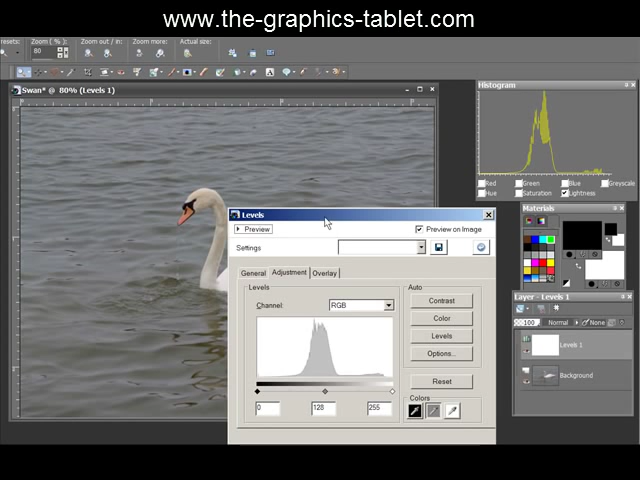 www.the-graphics-tablet.com
resets: Zoom ( % ): Zoom out / in: Zoom more: Actual size:
80
Swan* @ 80% (Levels 1)
Histogram
Red Green Blue Greyscale
Hue Saturation Lightness
Materials
Levels
Preview
Preview on Image
Settings
General Adjustment Overlay
Levels
Channel: RGB
0 128 255
Auto
Contrast
Color
Levels
Options...
Reset
Colors
Layer - Levels 1
100 Normal None
Levels 1
Background